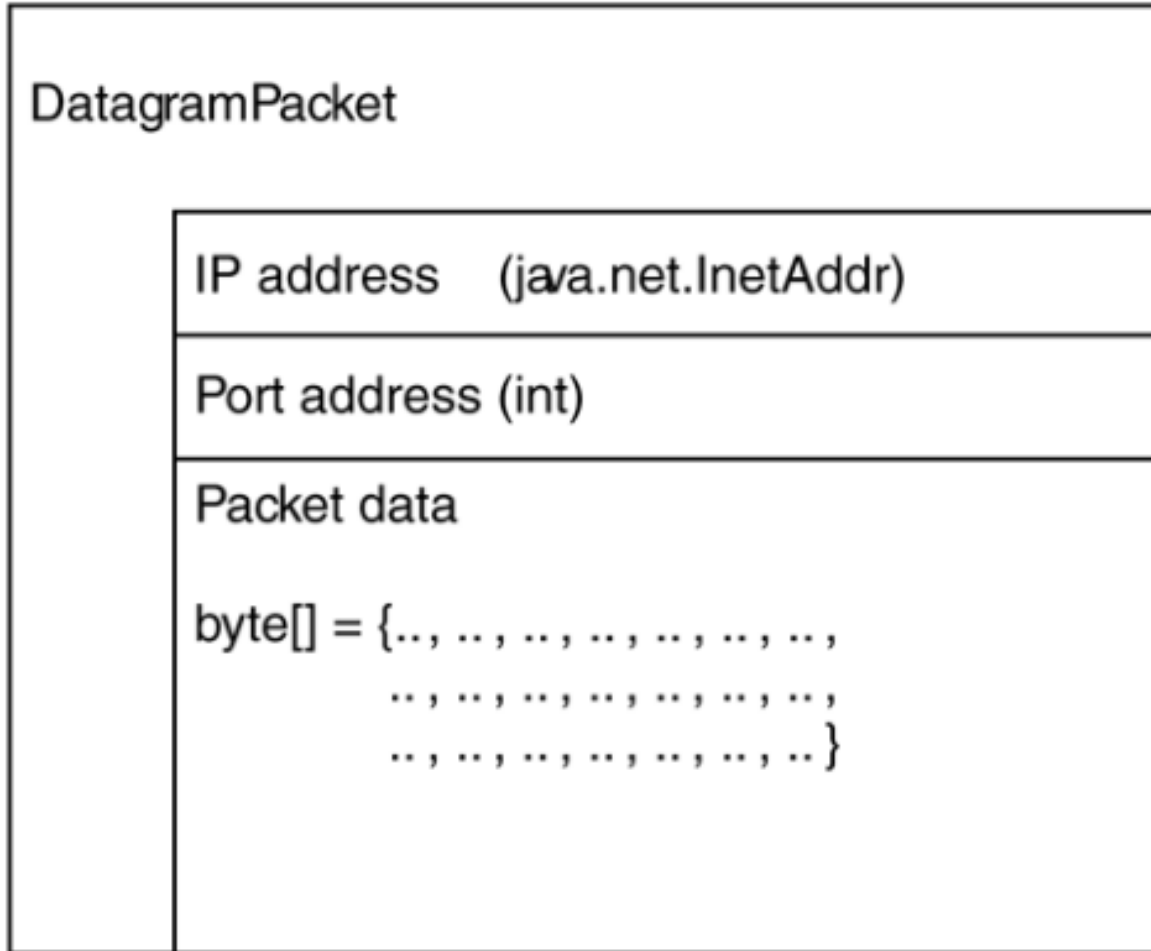 DatagramPacket
IP address (java.net.InetAddr)
Port address (int)
Packet data
byte[] = {.. , .. , .. , .. , .. , .. , .. ,
.. , .. , .. , .. , .. , .. , .. ,
.. , .. , .. , .. , .. , .. , .. }